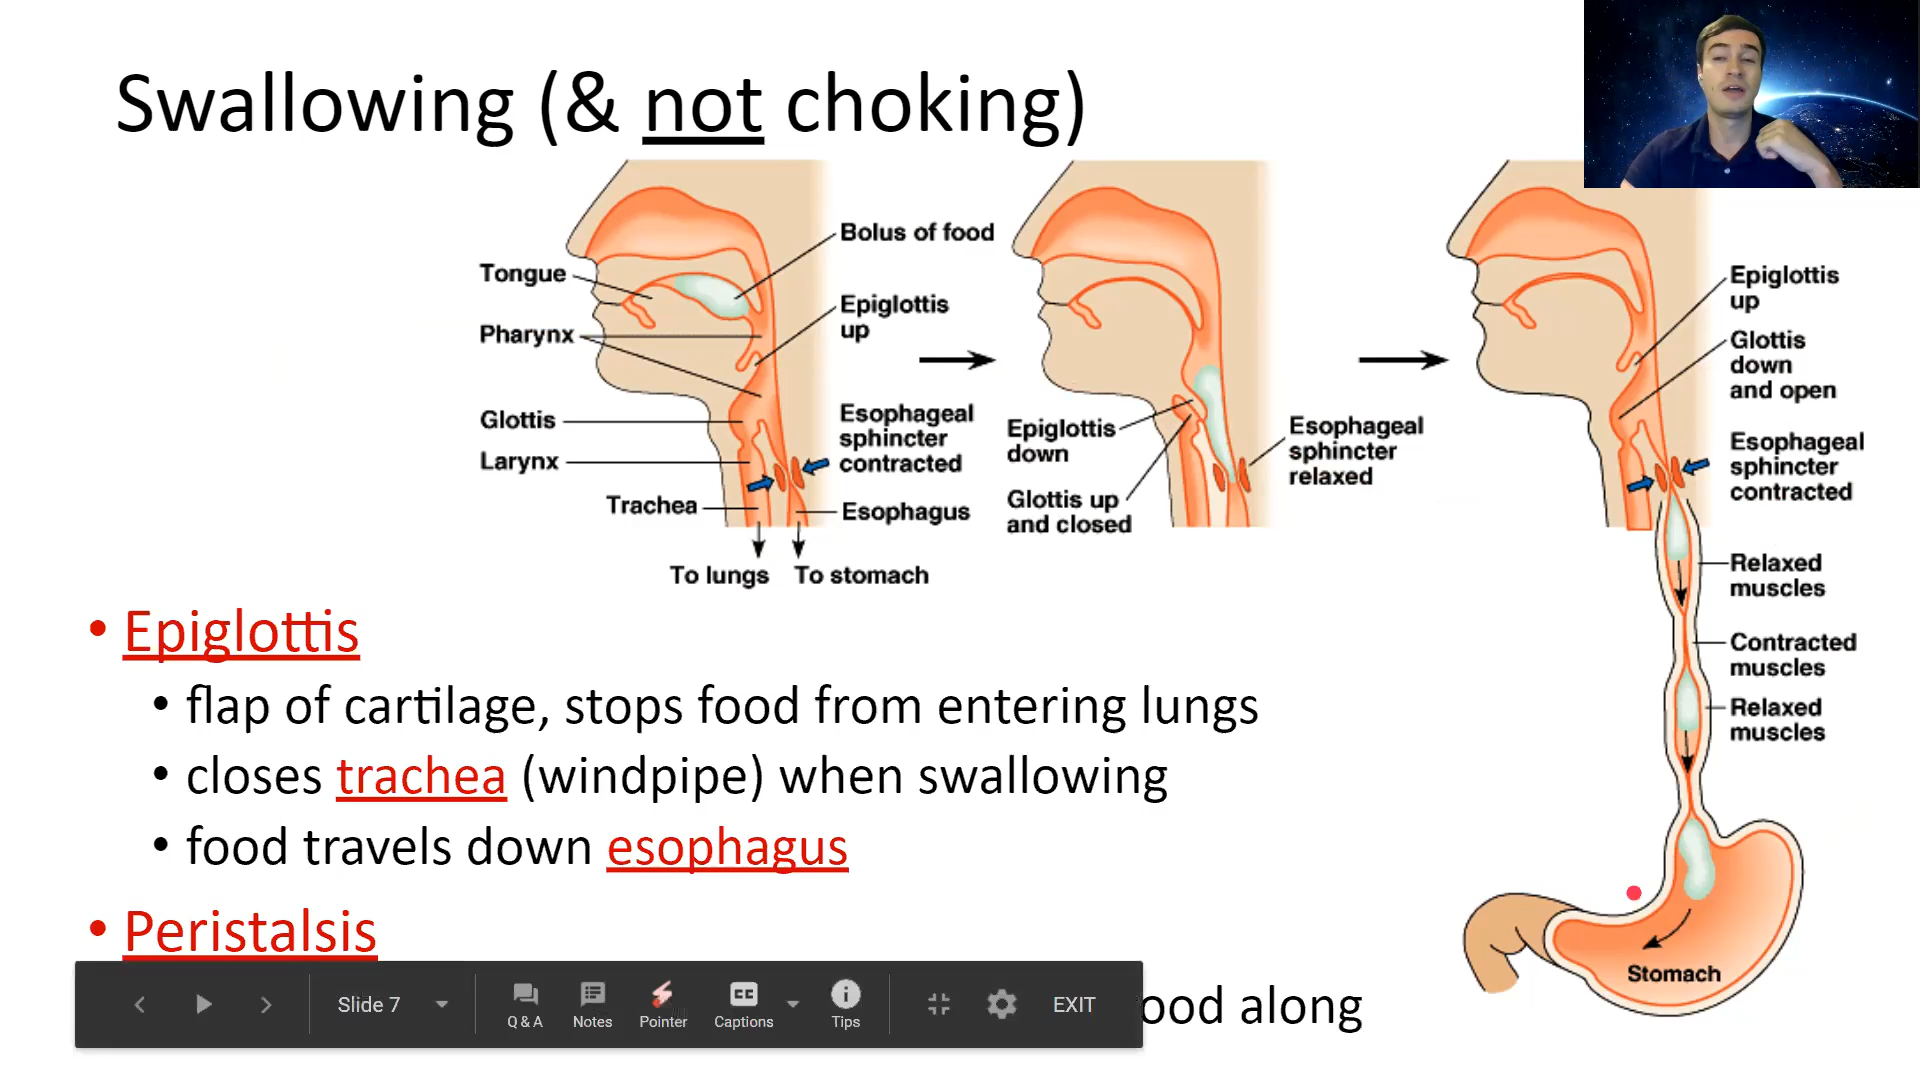 Swallowing (& not choking)
Bolus of food
Tongue
Epiglottis
up
Pharynx
Glottis
Larynx
Esophageal
sphincter
contracted
Trachea
Esophagus
To lungs
To stomach
Epiglottis
down
Glottis up
and closed
Esophageal
sphincter
relaxed
Epiglottis
up
Glottis
down
and open
Esophageal
sphincter
contracted
Relaxed
muscles
Contracted
muscles
Relaxed
muscles
Stomach
• Epiglottis
• flap of cartilage, stops food from entering lungs
• closes trachea (windpipe) when swallowing
• food travels down esophagus
• Peristalsis
ood along
Slide 7
Q & A
Notes
Pointer
CC
Captions
Tips
EXIT